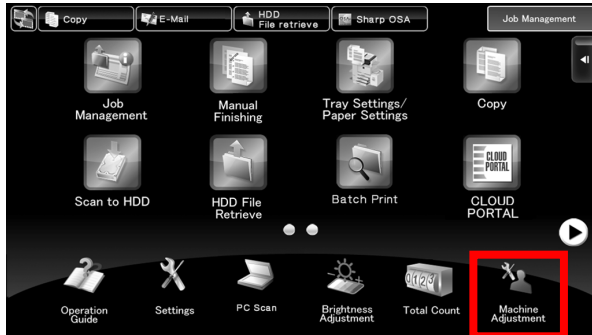 Copy
E-Mail
HDD
File retrieve
Sharp OSA
Job Management
Job
Management
Manual
Finishing
Tray Settings/
Paper Settings
Copy
CLOUD
PORTAL
Scan to HDD
HDD File
Retrieve
Batch Print
CLOUD
PORTAL
0123
Operation
Guide
Settings
PC Scan
Brightness
Adjustment
Total Count
Machine
Adjustment